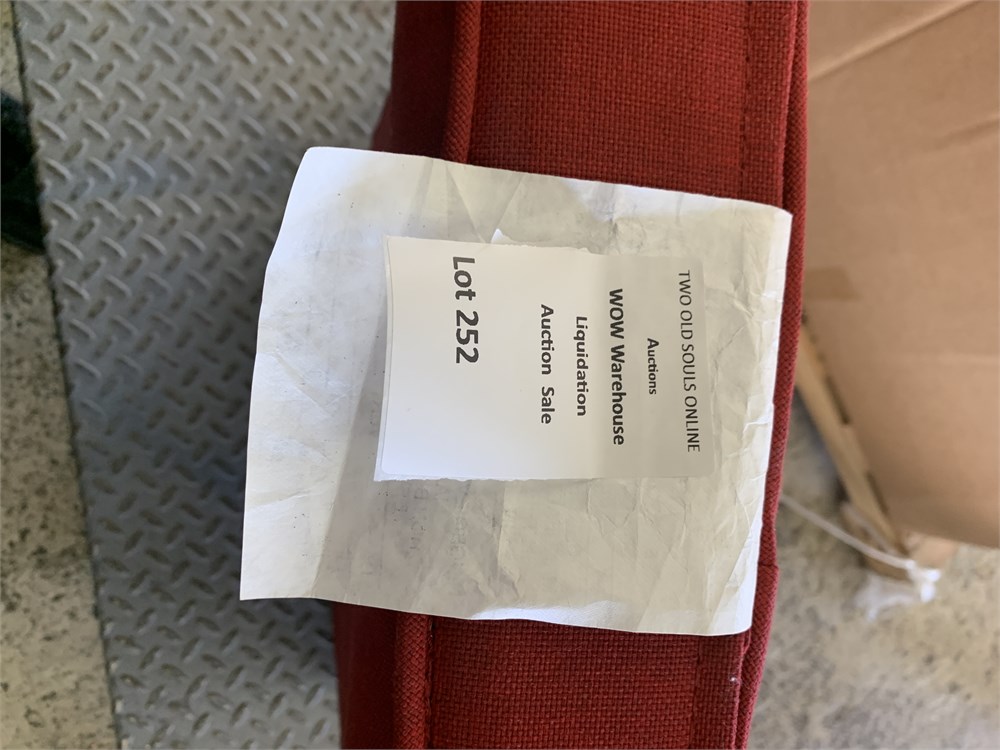 TWO OLD SOULS ONLINE
Auctions
WOW Warehouse
Liquidation
Auction Sale
Lot 252